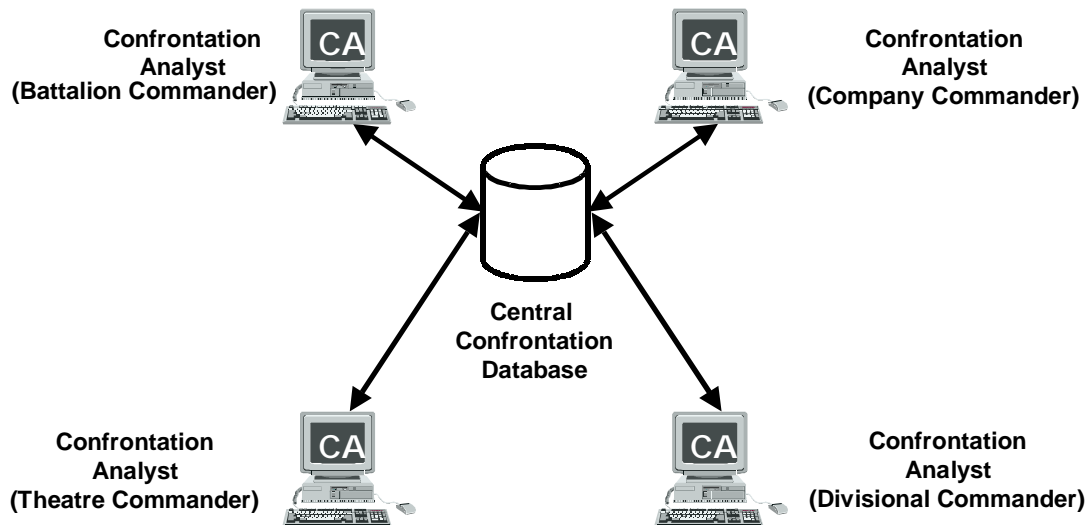 Confrontation
Analyst
(Battalion Commander)
CA
CA
Confrontation
Analyst
(Company Commander)
Central
Confrontation
Database
Confrontation
Analyst
(Theatre Commander)
CA
CA
Confrontation
Analyst
(Divisional Commander)